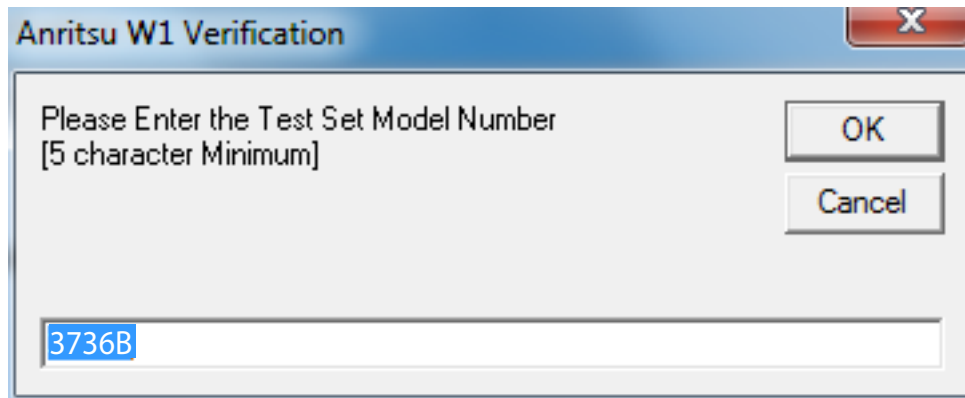 Anritsu W1 Verification
X
Please Enter the Test Set Model Number
[5 character Minimum]
OK
Cancel
3736B